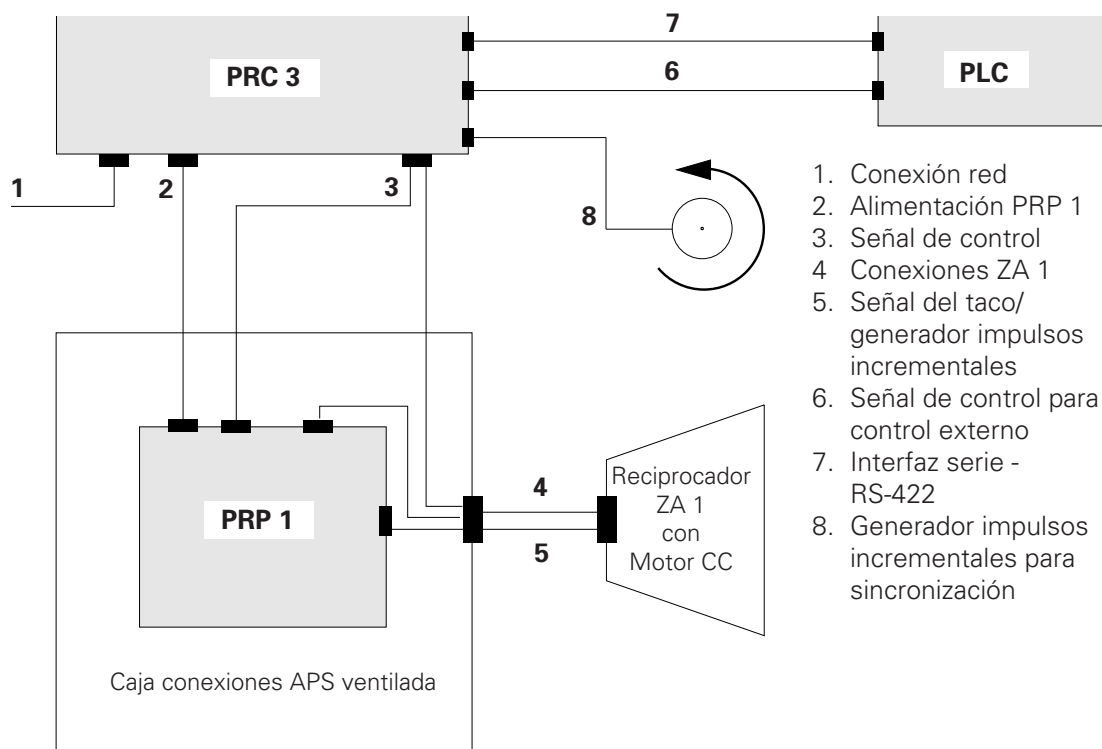 7
PRC 3
6
PLC
1
2
3
8
1. Conexión red
2. Alimentación PRP 1
3. Señal de control
4 Conexiones ZA 1
5. Señal del taco/
generador impulsos
incrementales
6. Señal de control para
control externo
7. Interfaz serie -
RS-422
8. Generador impulsos
incrementales para
sincronización
PRP 1
4
5
Reciprocador
ZA 1
con
Motor CC
Caja conexiones APS ventilada